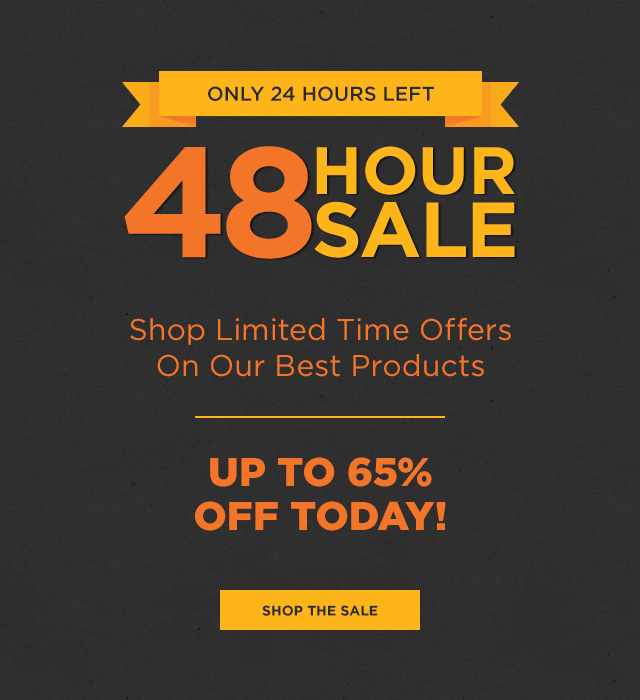 ONLY 24 HOURS LEFT
48 HOUR
SALE
Shop Limited Time Offers
On Our Best Products
UP TO 65%
OFF TODAY!
SHOP THE SALE